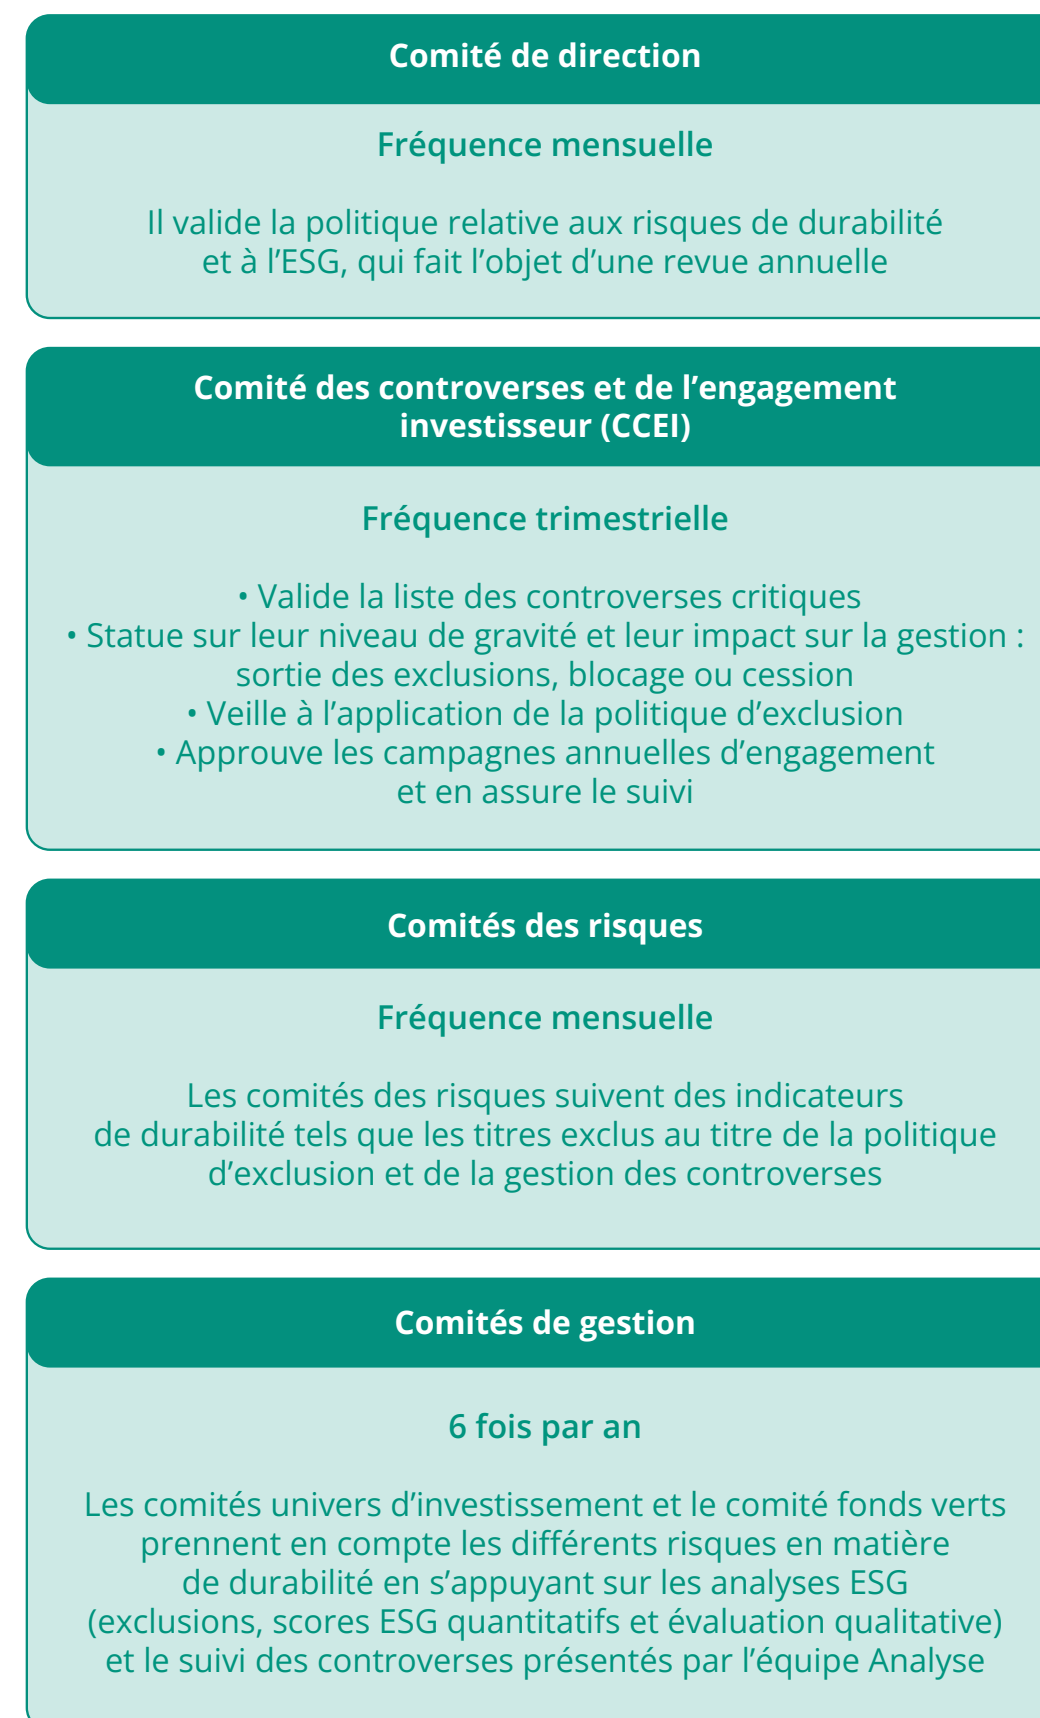 Comité de direction
Fréquence mensuelle
Il valide la politique relative aux risques de durabilité
et à l’ESG, qui fait l’objet d’une revue annuelle
Comité des controverses et de l’engagement
investisseur (CCEI)
Fréquence trimestrielle
• Valide la liste des controverses critiques
• Statue sur leur niveau de gravité et leur impact sur la gestion :
sortie des exclusions, blocage ou cession
• Veille à l’application de la politique d’exclusion
• Approuve les campagnes annuelles d’engagement
et en assure le suivi
Comités des risques
Fréquence mensuelle
Les comités des risques suivent des indicateurs
de durabilité tels que les titres exclus au titre de la politique
d’exclusion et de la gestion des controverses
Comités de gestion
6 fois par an
Les comités univers d’investissement et le comité fonds verts
prennent en compte les différents risques en matière
de durabilité en s’appuyant sur les analyses ESG
(exclusions, scores ESG quantitatifs et évaluation qualitative)
et le suivi des controverses présentés par l’équipe Analyse